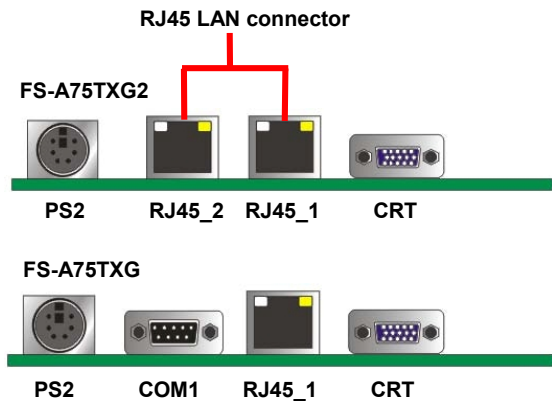 RJ45 LAN connector
FS-A75TXG2
PS2 RJ45_2 RJ45_1 CRT
FS-A75TXG
PS2 COM1 RJ45_1 CRT